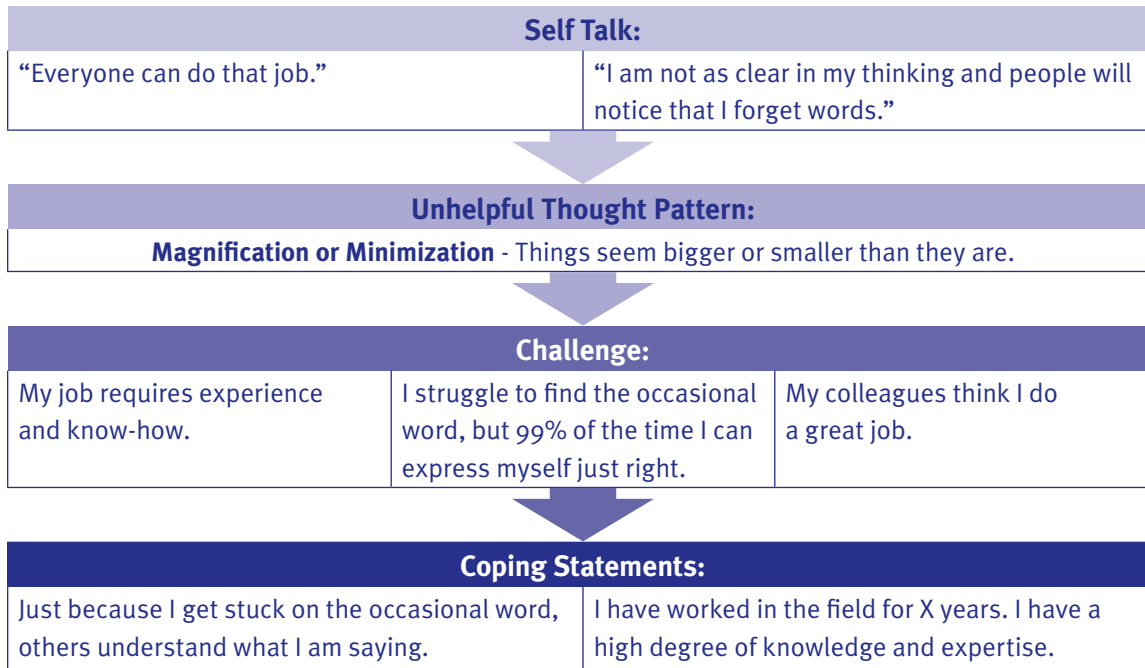 Self Talk:
“Everyone can do that job.”
“I am not as clear in my thinking and people will
notice that I forget words.”
Unhelpful Thought Pattern:
Magnification or Minimization - Things seem bigger or smaller than they are.
Challenge:
My job requires experience
and know-how.
I struggle to find the occasional
word, but 99% of the time I can
express myself just right.
My colleagues think I do
a great job.
Coping Statements:
Just because I get stuck on the occasional word,
others understand what I am saying.
I have worked in the field for X years. I have a
high degree of knowledge and expertise.